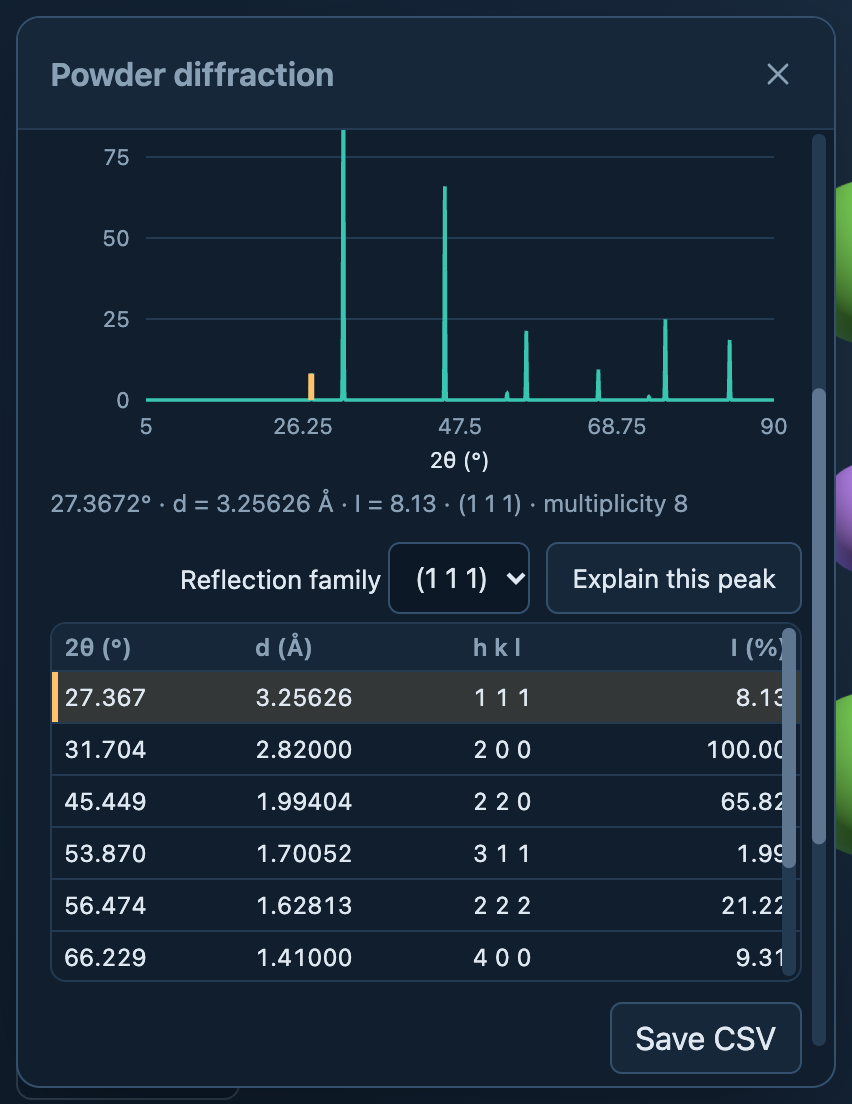 Powder diffraction
75
50
25
0
5 26.25 47.5 68.75 90
2θ (°)
27.3672° · d = 3.25626 Å · I = 8.13 · (1 1 1) · multiplicity 8
Reflection family (1 1 1) Explain this peak
2θ (°) d (Å) h k l I (%)
27.367 3.25626 1 1 1 8.13
31.704 2.82000 2 0 0 100.00
45.449 1.99404 2 2 0 65.82
53.870 1.70052 3 1 1 1.99
56.474 1.62813 2 2 2 21.22
66.229 1.41000 4 0 0 9.31
Save CSV